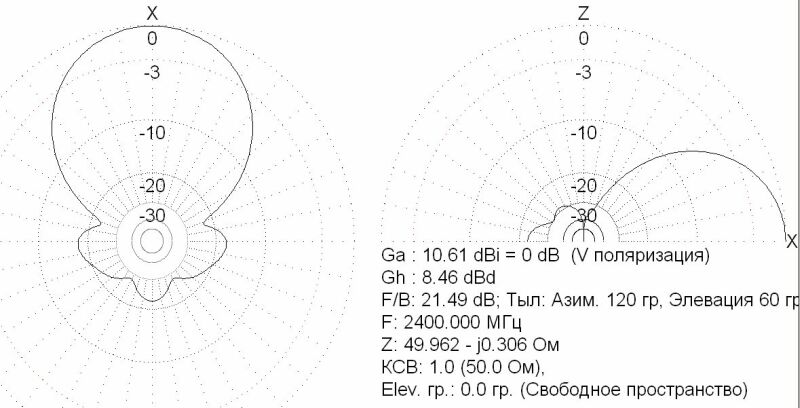 X
0
-3
-10
-20
-30
Z
0
-3
-10
-20
-30
X
Ga : 10.61 dBi = 0 dB (V поляризация)
Gh : 8.46 dBd
F/B: 21.49 dB; Тыл: Азим. 120 гр, Элевация 60 гр
F: 2400.000 МГц
Z: 49.962 - j0.306 Ом
КСВ: 1.0 (50.0 Ом),
Elev. гр.: 0.0 гр. (Свободное пространство)